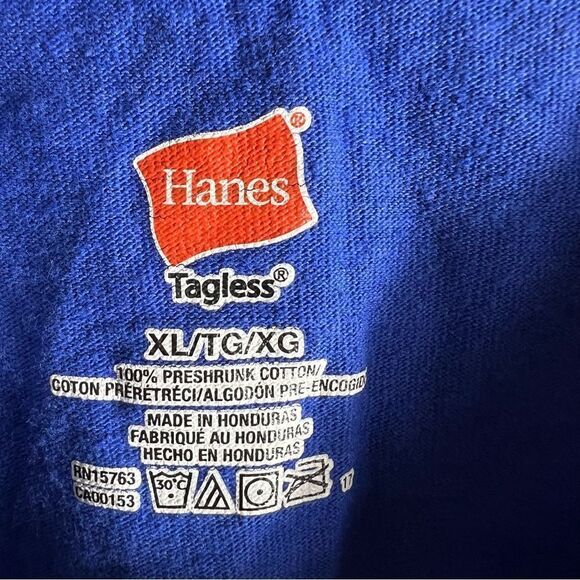 Hanes®
Tagless®
XL/TG/XG
100% PRESHRUNK COTTON/
COTON PRÉRÉTRÉCI/ALGODÓN PRE-ENCOGID
MADE IN HONDURAS
FABRIQUÉ AU HONDURAS
HECHO EN HONDURAS
RN15763
CA00153
30°C
17